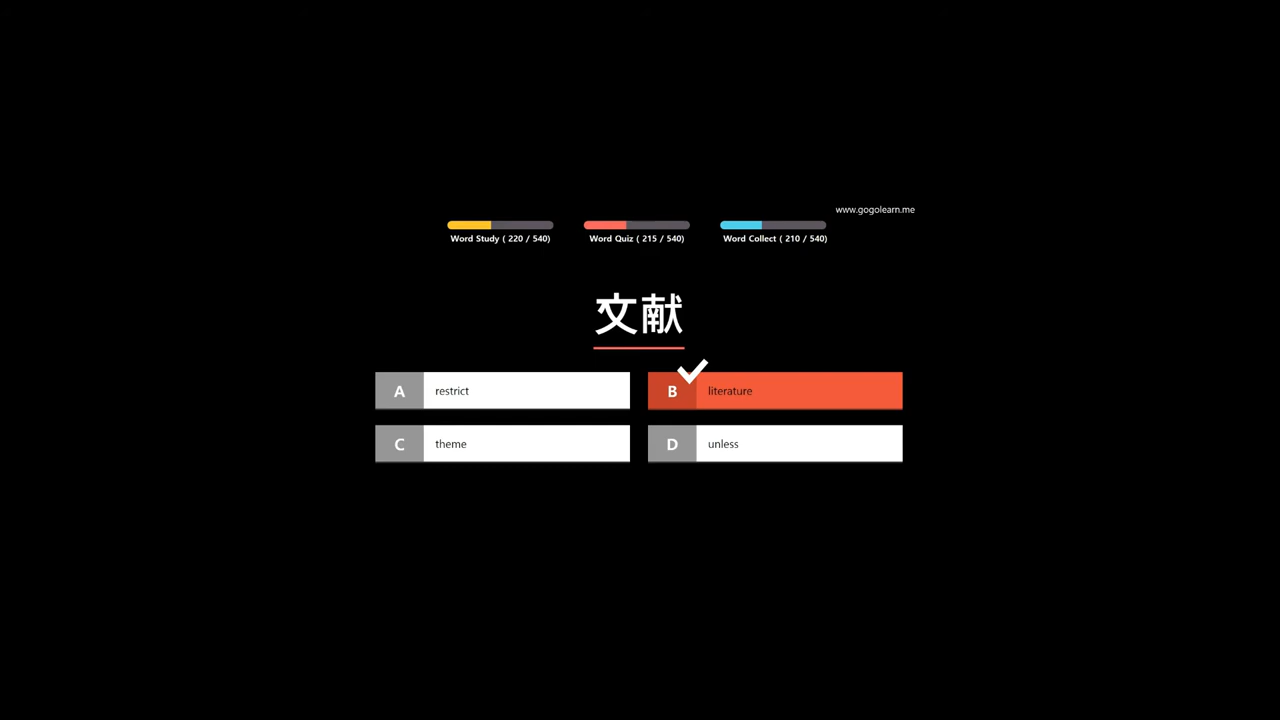 www.gogolearn.me
Word Study ( 220 / 540)
Word Quiz ( 215 / 540)
Word Collect ( 210 / 540)
文献
A restrict
B literature
C theme
D unless